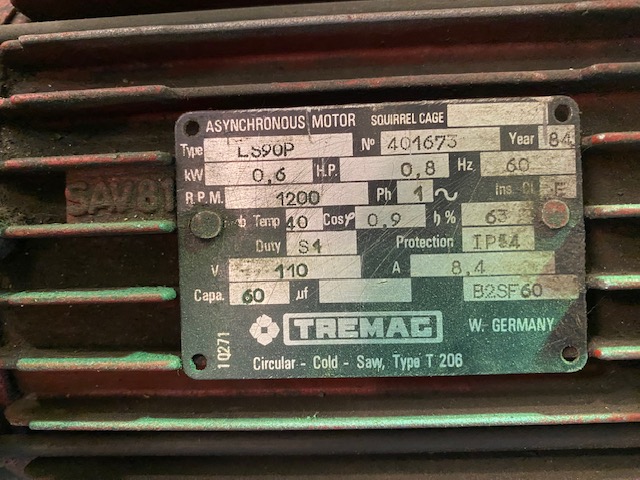 ASYNCHRONOUS MOTOR SQUIRREL CAGE
Type LS90P Nº 401673 Year 84
kW 0,6 H.P. 0,8 Hz 60
R.P.M. 1200 Ph 1 ~ Ins. Cl. F
SAV81
b Temp 40 Cosφ 0,9 η% 63
Duty S4 Protection IP54
V 110 A 8,4
Capa. 60 µf B2SF60
10271
TREMAC W. GERMANY
Circular - Cold - Saw, Type T 206